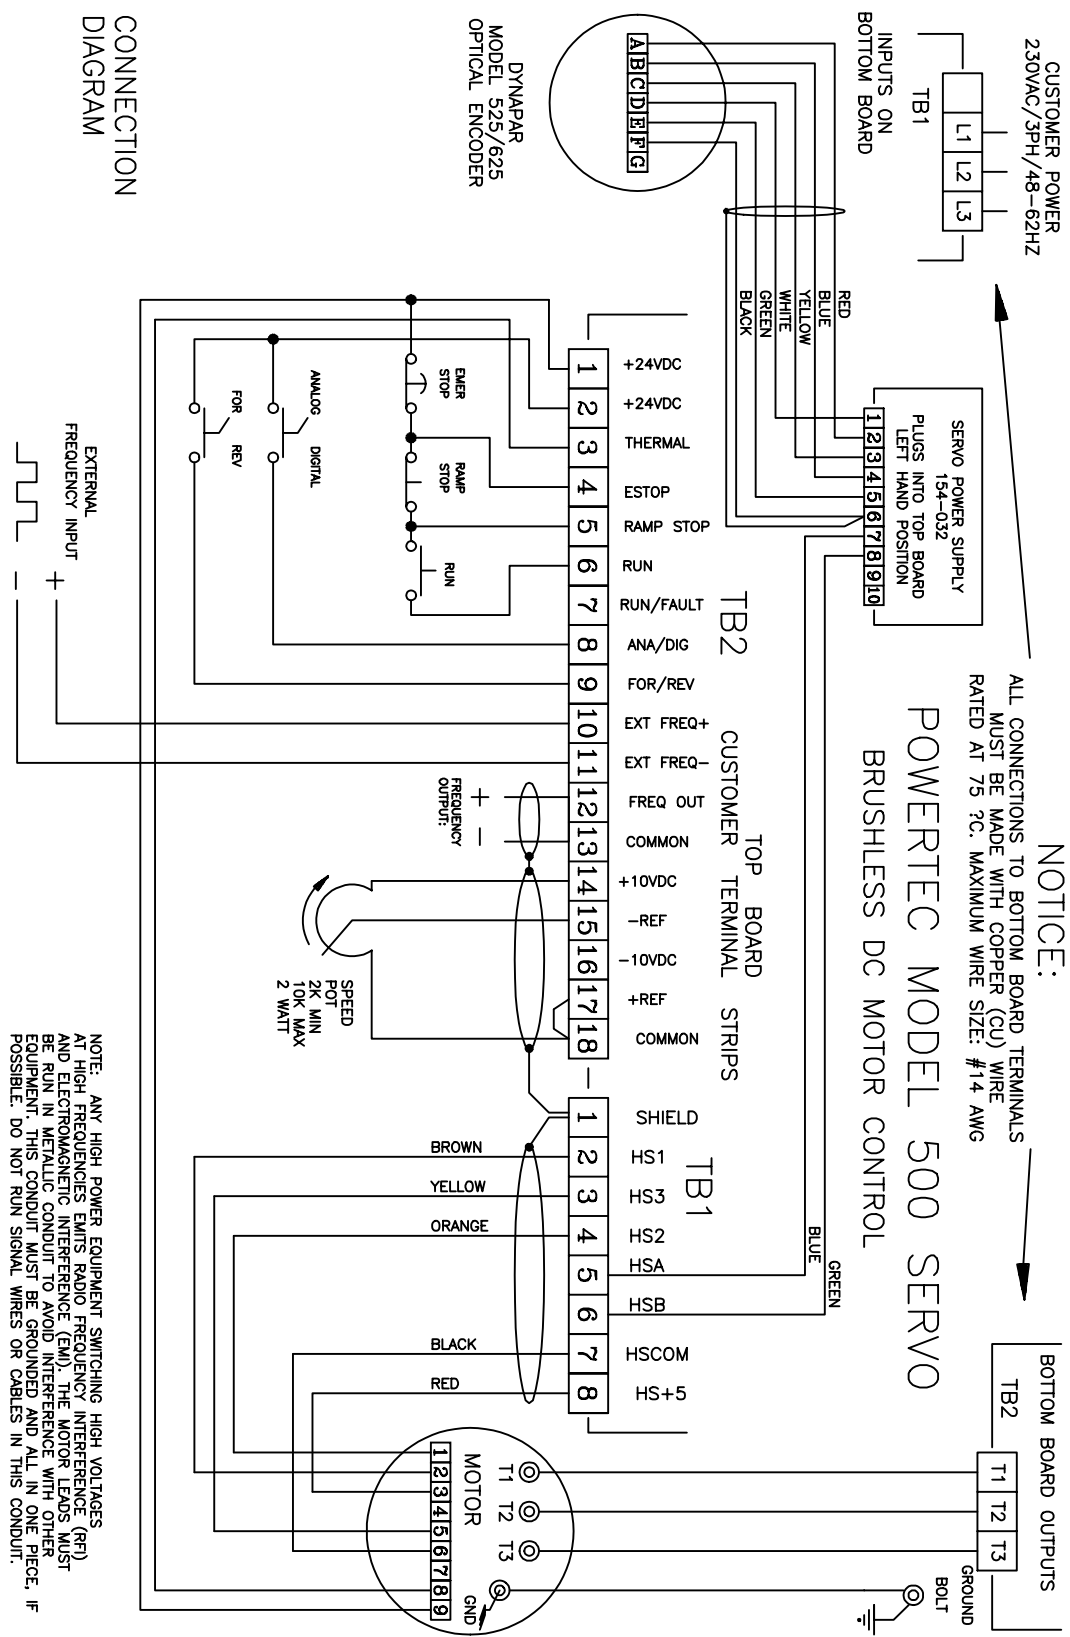 CUSTOMER POWER
230VAC/3PH/48-62HZ
L1
L2
L3
TB1
INPUTS ON
BOTTOM BOARD
A
B
C
D
E
F
G
DYNAPAR
MODEL 525/625
OPTICAL ENCODER
CONNECTION
DIAGRAM
RED
BLUE
YELLOW
WHITE
GREEN
BLACK
SERVO POWER SUPPLY
154-032
PLUGS INTO TOP BOARD
LEFT HAND POSITION
1
2
3
4
5
6
7
8
9
10
NOTICE:
ALL CONNECTIONS TO BOTTOM BOARD TERMINALS
MUST BE MADE WITH COPPER (CU) WIRE
RATED AT 75 ?C. MAXIMUM WIRE SIZE: #14 AWG
POWERTEC MODEL 500 SERVO
BRUSHLESS DC MOTOR CONTROL
TOP BOARD
TB2 CUSTOMER TERMINAL STRIPS
1 +24VDC
2 +24VDC
3 THERMAL
4 ESTOP
5 RAMP STOP
6 RUN
7 RUN/FAULT
8 ANA/DIG
9 FOR/REV
10 EXT FREQ+
11 EXT FREQ-
12 FREQ OUT
13 COMMON
14 +10VDC
15 -REF
16 -10VDC
17 +REF
18 COMMON
EMER
STOP
RAMP
STOP
RUN
ANALOG DIGITAL
FOR REV
EXTERNAL
FREQUENCY INPUT
+
-
+ -
FREQUENCY
OUTPUT:
SPEED
POT
2K MIN
10K MAX
2 WATT
TB1
1 SHIELD
2 HS1
3 HS3
4 HS2
5 HSA
6 HSB
7 HSCOM
8 HS+5
BLUE
GREEN
BROWN
YELLOW
ORANGE
BLACK
RED
BOTTOM BOARD OUTPUTS
TB2
T1
T2
T3
GROUND
BOLT
T1
T2
T3
GND
MOTOR
1
2
3
4
5
6
7
8
9
NOTE: ANY HIGH POWER EQUIPMENT SWITCHING HIGH VOLTAGES
AT HIGH FREQUENCIES EMITS RADIO FREQUENCY INTERFERENCE (RFI)
AND ELECTROMAGNETIC INTERFERENCE (EMI). THE MOTOR LEADS MUST
BE RUN IN METALLIC CONDUIT TO AVOID INTERFERENCE WITH OTHER
EQUIPMENT. THIS CONDUIT MUST BE GROUNDED AND ALL IN ONE PIECE, IF
POSSIBLE. DO NOT RUN SIGNAL WIRES OR CABLES IN THIS CONDUIT.